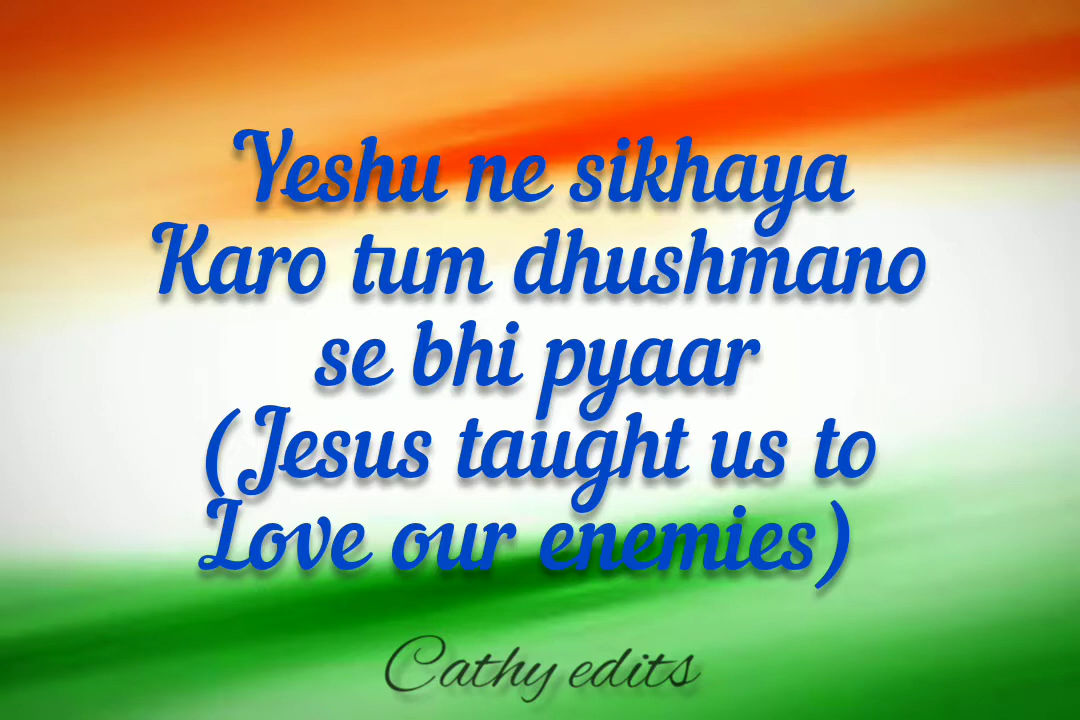 Yeshu ne sikhaya
Karo tum dhushmano
se bhi pyaar
(Jesus taught us to
Love our enemies)
Cathy edits